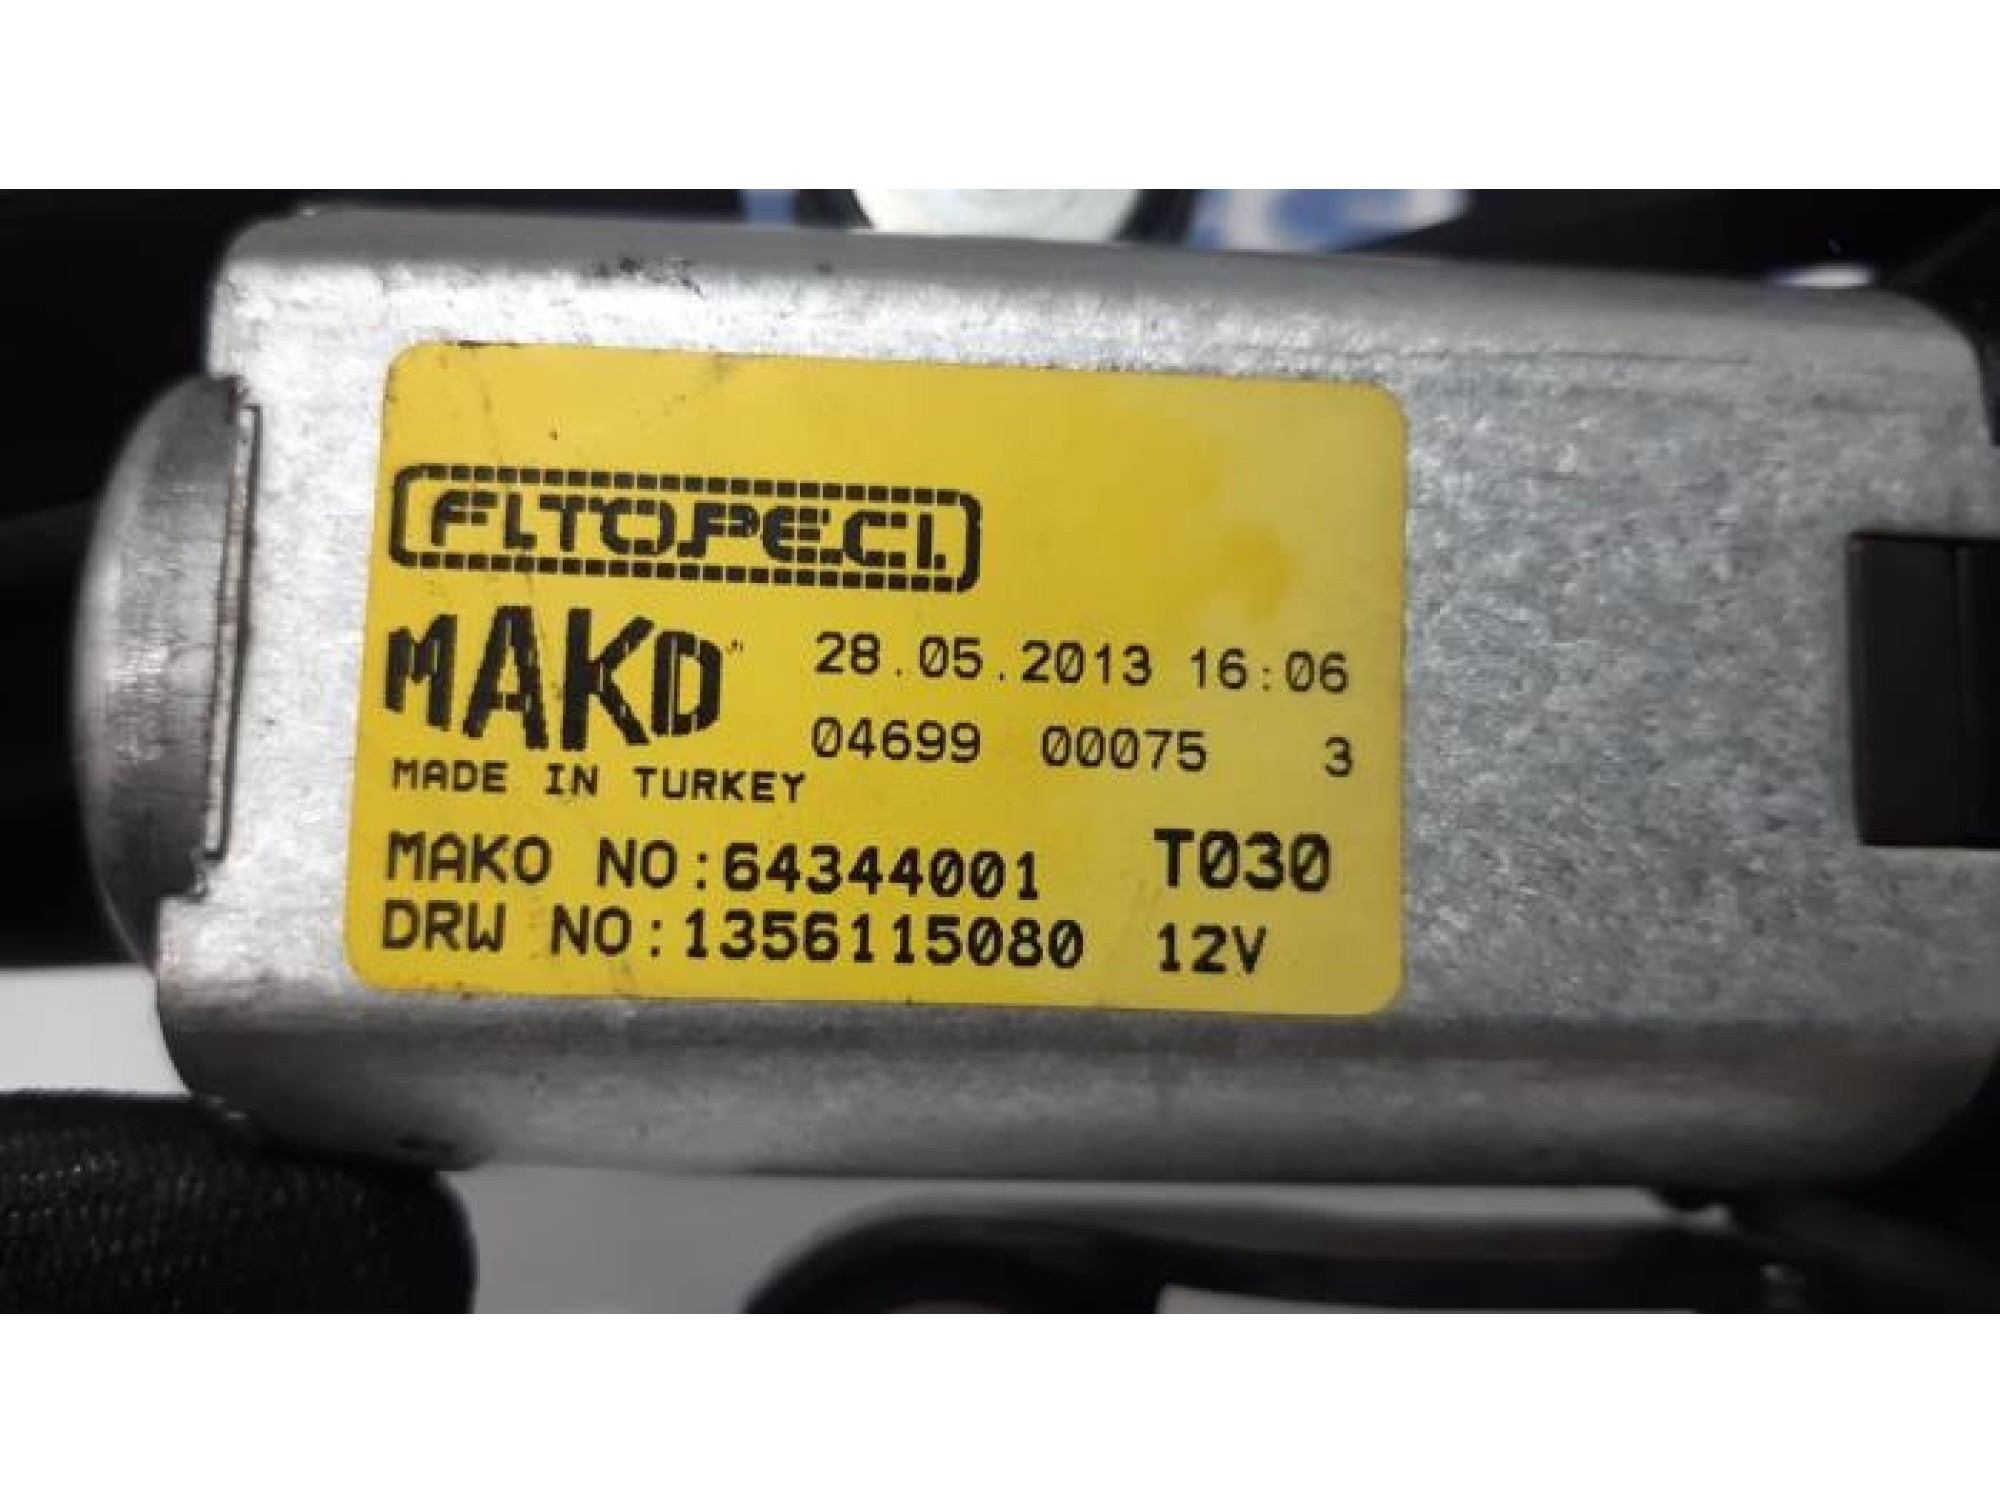 ALTOPECI.
MAKO
28.05.2013 16:06
04699 00075 3
MADE IN TURKEY
MAKO NO:64344001 T030
DRW NO:1356115080 12V